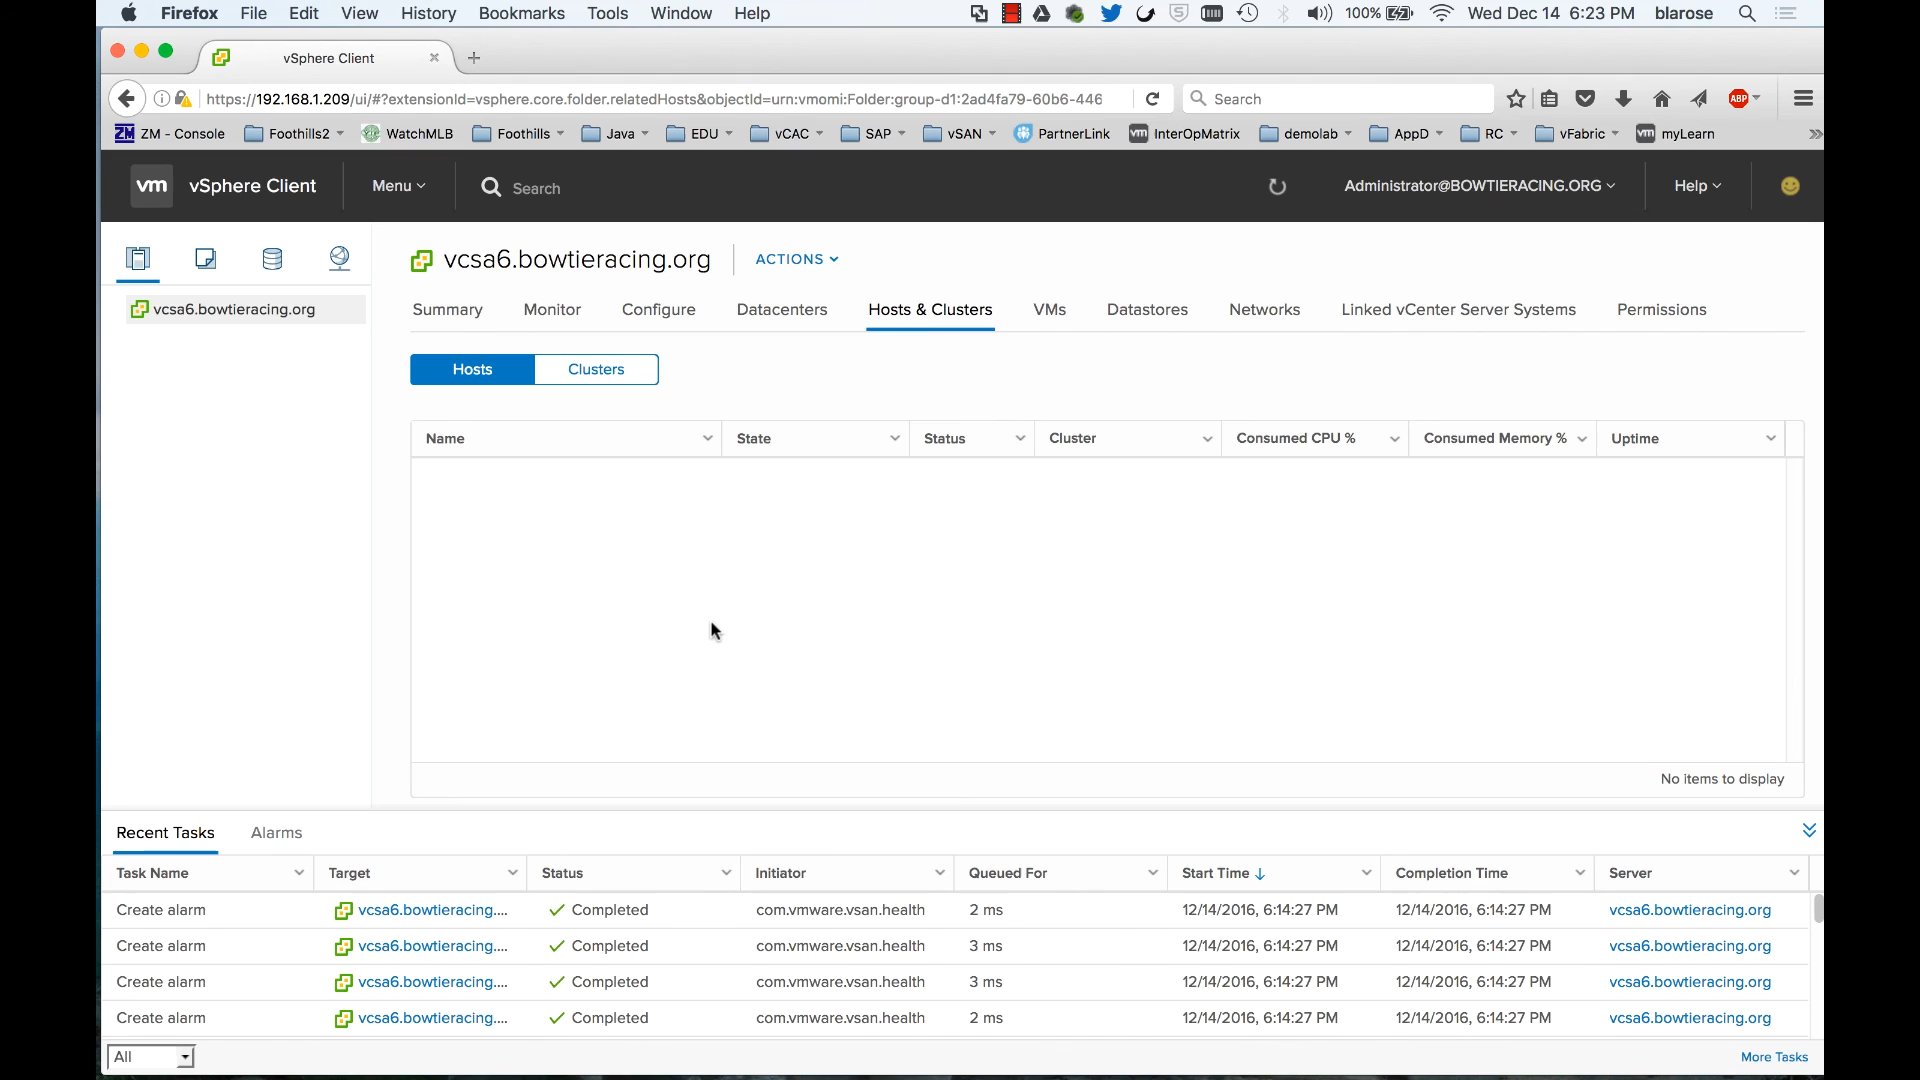 Firefox File Edit View History Bookmarks Tools Window Help 100% Wed Dec 14 6:23 PM blarose
vSphere Client
https://192.168.1.209/ui/#?extensionId=vsphere.core.folder.relatedHosts&objectId=urn:vmomi:Folder:group-d1:2ad4fa79-60b6-446 Search ABP
ZM ZM - Console Foothills2 WatchMLB Foothills Java EDU vCAC SAP vSAN PartnerLink vm InterOpMatrix demolab AppD RC vFabric vm myLearn
vm vSphere Client Menu Search Administrator@BOWTIERACING.ORG Help
vcsa6.bowtieracing.org ACTIONS
vcsa6.bowtieracing.org
Summary Monitor Configure Datacenters Hosts & Clusters VMs Datastores Networks Linked vCenter Server Systems Permissions
Hosts Clusters
Name State Status Cluster Consumed CPU % Consumed Memory % Uptime
No items to display
Recent Tasks Alarms
Task Name Target Status Initiator Queued For Start Time Completion Time Server
Create alarm vcsa6.bowtieracing.... Completed com.vmware.vsan.health 2 ms 12/14/2016, 6:14:27 PM 12/14/2016, 6:14:27 PM vcsa6.bowtieracing.org
Create alarm vcsa6.bowtieracing.... Completed com.vmware.vsan.health 3 ms 12/14/2016, 6:14:27 PM 12/14/2016, 6:14:27 PM vcsa6.bowtieracing.org
Create alarm vcsa6.bowtieracing.... Completed com.vmware.vsan.health 3 ms 12/14/2016, 6:14:27 PM 12/14/2016, 6:14:27 PM vcsa6.bowtieracing.org
Create alarm vcsa6.bowtieracing.... Completed com.vmware.vsan.health 2 ms 12/14/2016, 6:14:27 PM 12/14/2016, 6:14:27 PM vcsa6.bowtieracing.org
All More Tasks